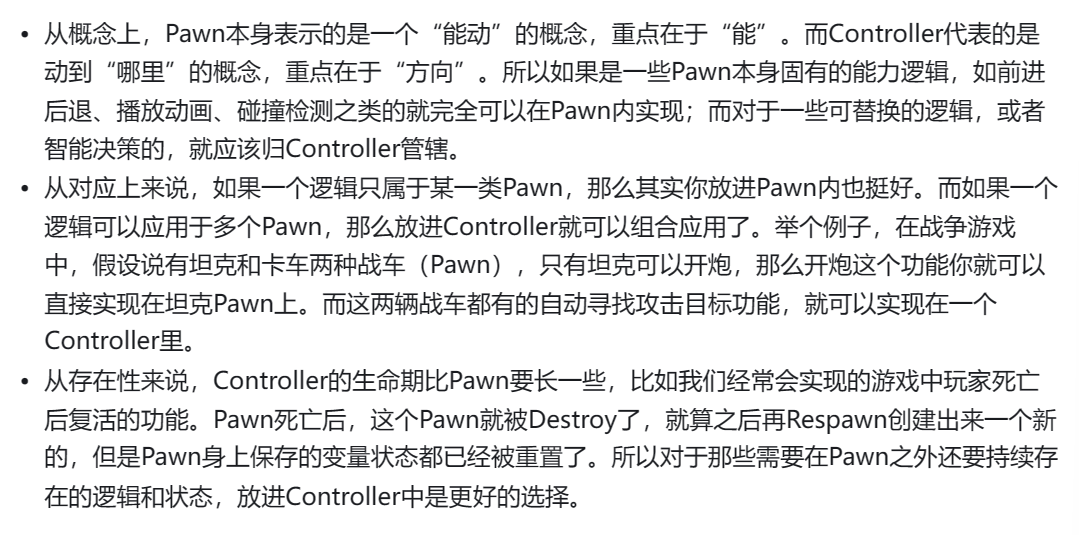 • 从概念上，Pawn本身表示的是一个“能动”的概念，重点在于“能”。而Controller代表的是
动到“哪里”的概念，重点在于“方向”。所以如果是一些Pawn本身固有的能力逻辑，如前进
后退、播放动画、碰撞检测之类的就完全可以在Pawn内实现；而对于一些可替换的逻辑，或者
智能决策的，就应该归Controller管辖。
• 从对应上来说，如果一个逻辑只属于某一类Pawn，那么其实你放进Pawn内也挺好。而如果一个
逻辑可以应用于多个Pawn，那么放进Controller就可以组合应用了。举个例子，在战争游戏
中，假设说有坦克和卡车两种战车（Pawn），只有坦克可以开炮，那么开炮这个功能你就可以
直接实现在坦克Pawn上。而这两辆战车都有的自动寻找攻击目标功能，就可以实现在一个
Controller里。
• 从存在性来说，Controller的生命期比Pawn要长一些，比如我们经常会实现的游戏中玩家死亡
后复活的功能。Pawn死亡后，这个Pawn就被Destroy了，就算之后再Respawn创建出来一个新
的，但是Pawn身上保存的变量状态都已经被重置了。所以对于那些需要在Pawn之外还要持续存
在的逻辑和状态，放进Controller中是更好的选择。